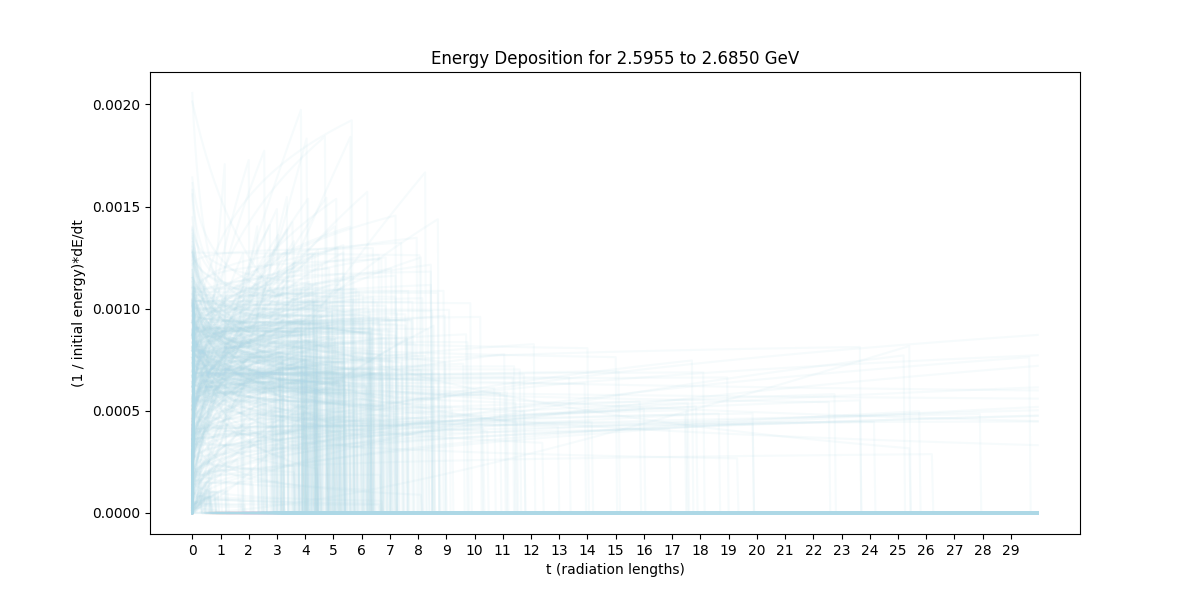 Energy Deposition for 2.5955 to 2.6850 GeV
(1 / initial energy)*dE/dt
0.0020
0.0015
0.0010
0.0005
0.0000
0 1 2 3 4 5 6 7 8 9 10 11 12 13 14 15 16 17 18 19 20 21 22 23 24 25 26 27 28 29
t (radiation lengths)